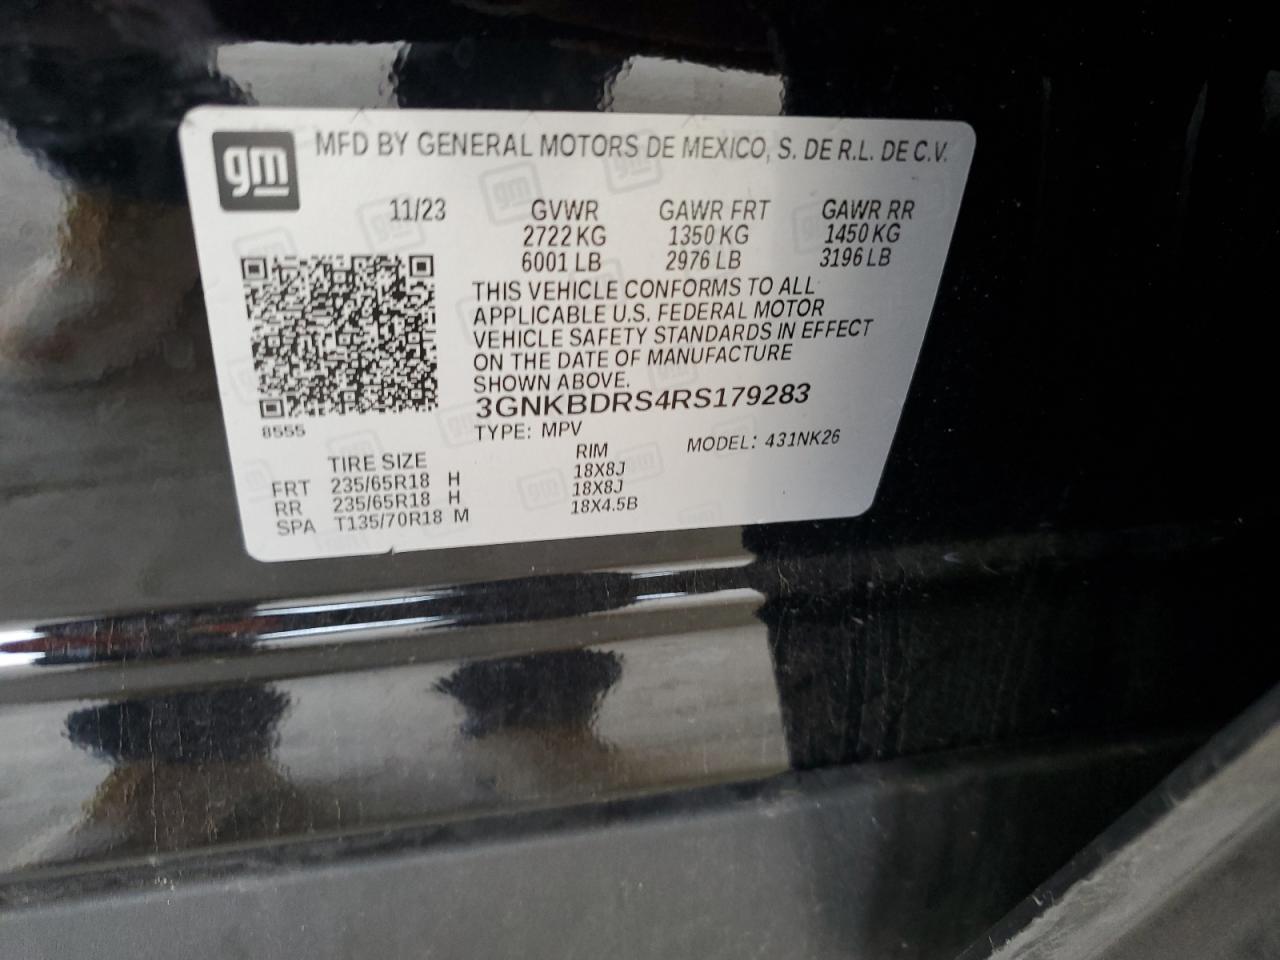 gm
MFD BY GENERAL MOTORS DE MEXICO, S. DE R.L. DE C.V.
11/23 GVWR GAWR FRT GAWR RR
2722 KG 1350 KG 1450 KG
6001 LB 2976 LB 3196 LB
THIS VEHICLE CONFORMS TO ALL
APPLICABLE U.S. FEDERAL MOTOR
VEHICLE SAFETY STANDARDS IN EFFECT
ON THE DATE OF MANUFACTURE
SHOWN ABOVE.
3GNKBDRS4RS179283
8555
TYPE: MPV MODEL: 431NK26
TIRE SIZE RIM
FRT 235/65R18 H 18X8J
RR 235/65R18 H 18X8J
SPA T135/70R18 M 18X4.5B